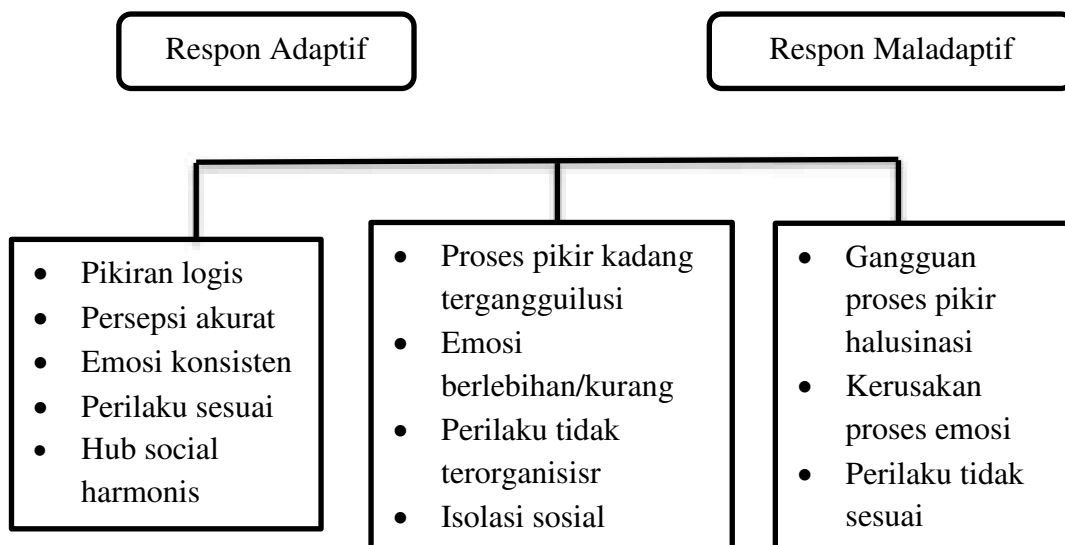 Respon Adaptif
Respon Maladaptif
• Pikiran logis
• Persepsi akurat
• Emosi konsisten
• Perilaku sesuai
• Hub social
harmonis
• Proses pikir kadang
tergangguilusi
• Emosi
berlebihan/kurang
• Perilaku tidak
terorganisisr
• Isolasi sosial
• Gangguan
proses pikir
halusinasi
• Kerusakan
proses emosi
• Perilaku tidak
sesuai